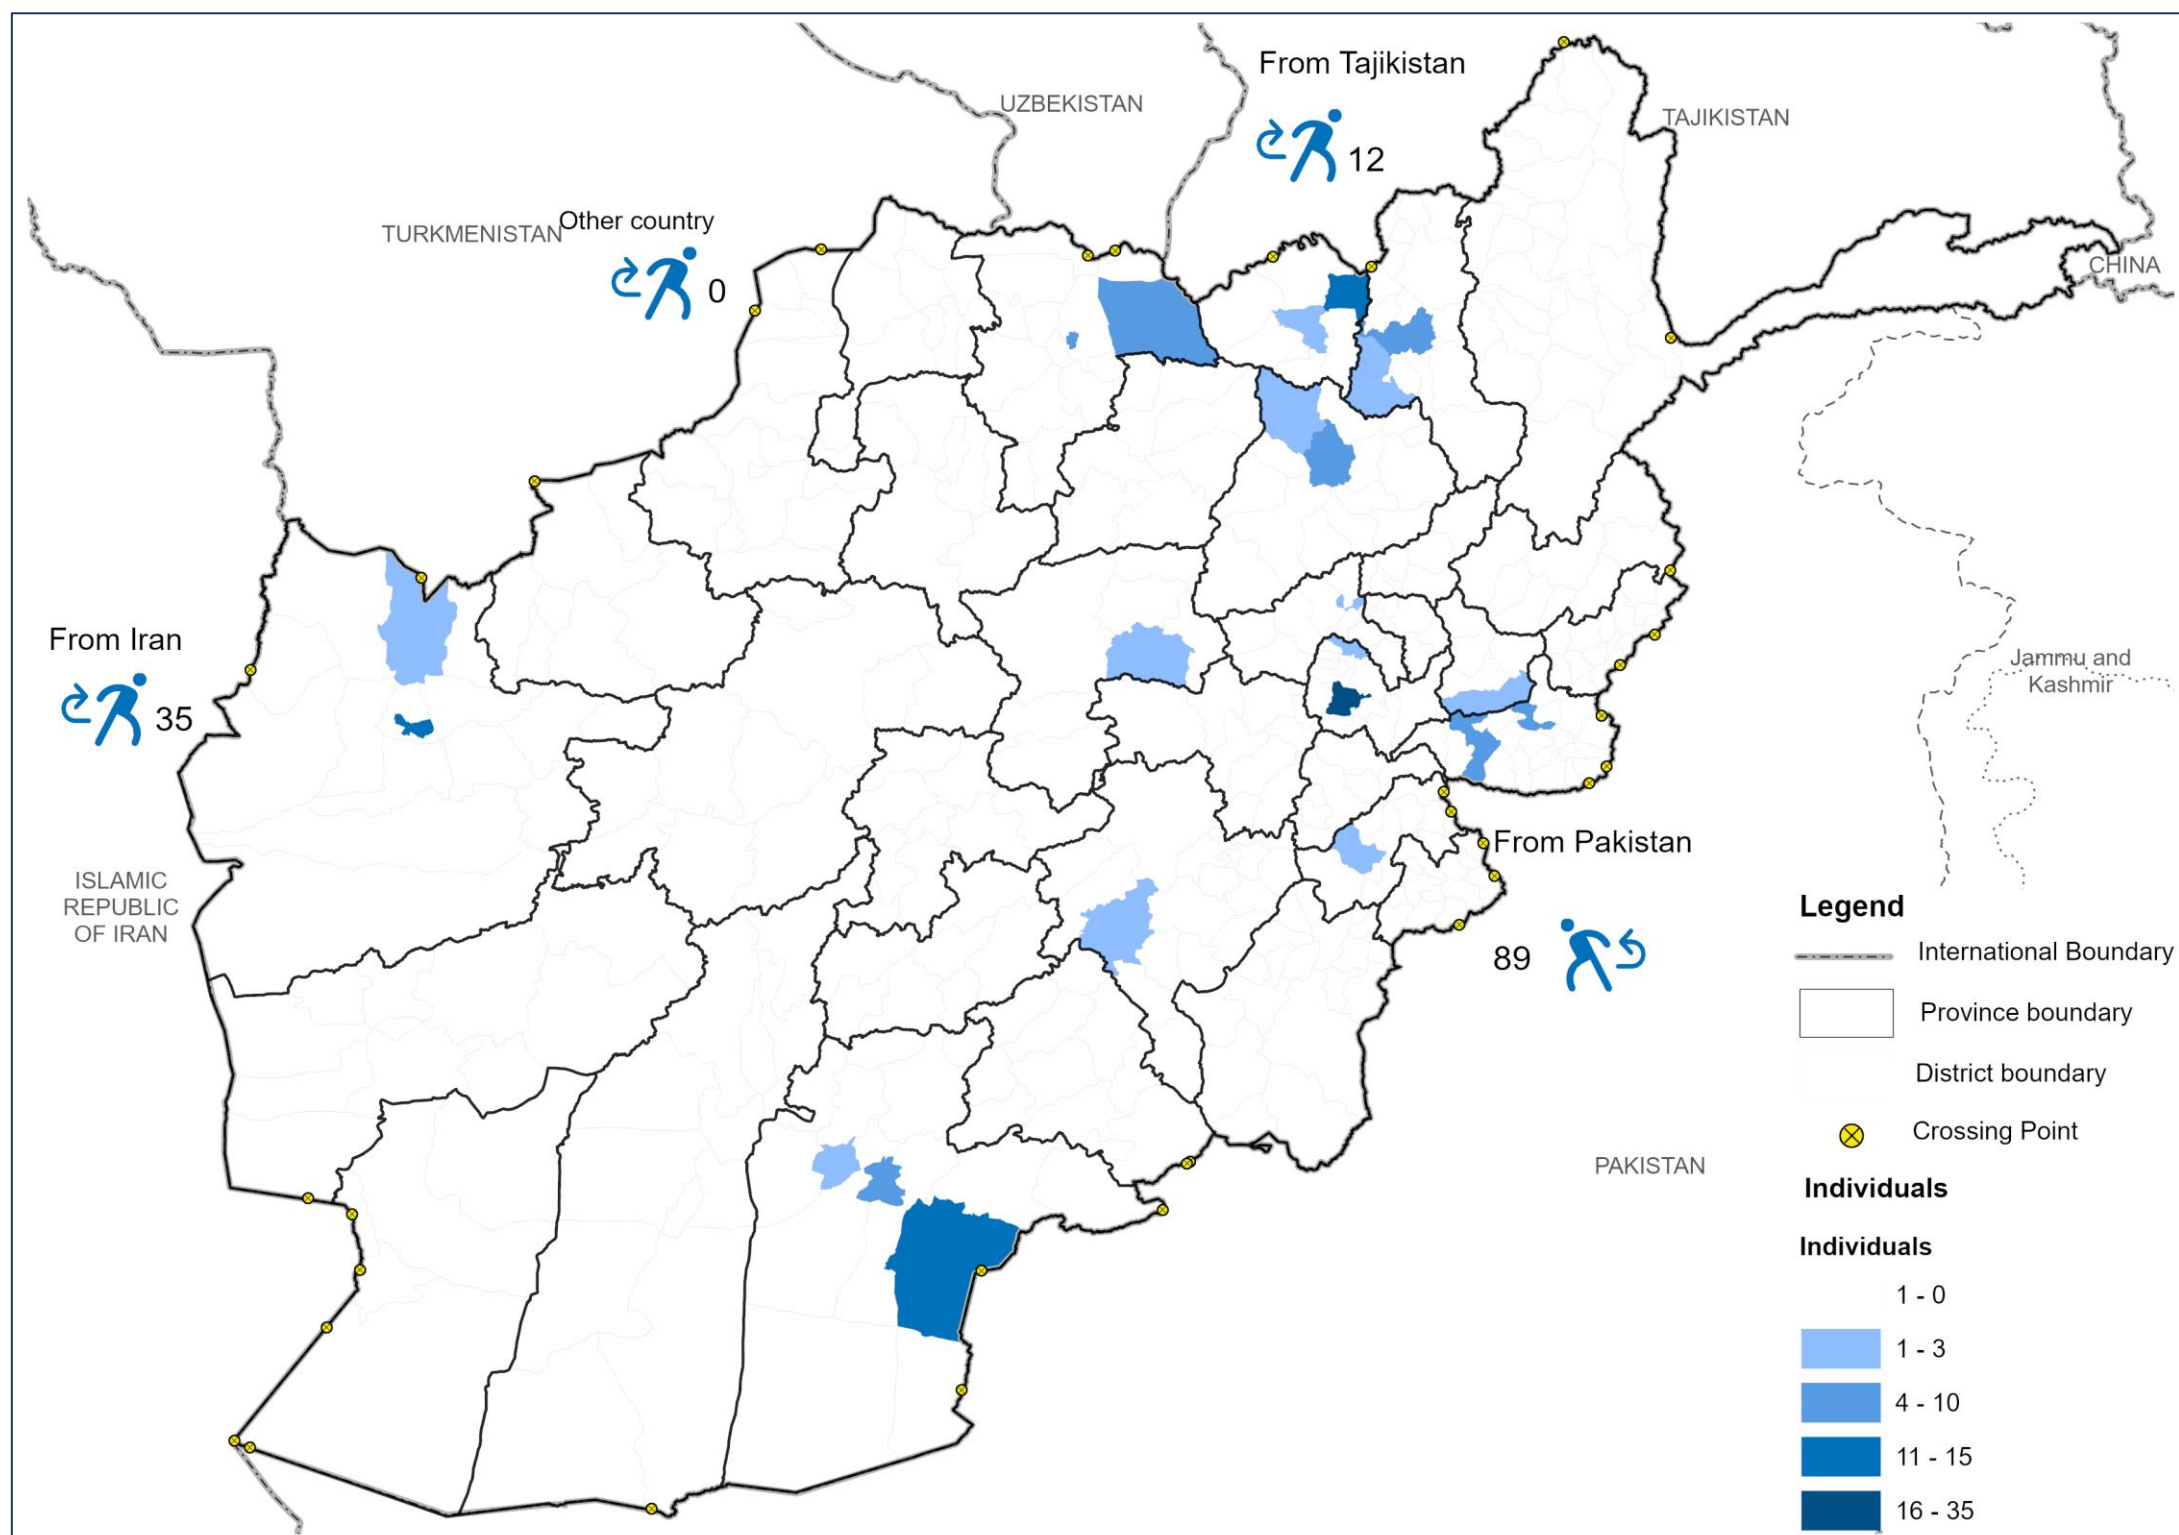 From Tajikistan
12
UZBEKISTAN
TAJIKISTAN
TURKMENISTAN
Other country
0
CHINA
From Iran
35
Jammu and
Kashmir
ISLAMIC
REPUBLIC
OF IRAN
From Pakistan
89
PAKISTAN
Legend
International Boundary
Province boundary
District boundary
Crossing Point
Individuals
Individuals
1 - 0
1 - 3
4 - 10
11 - 15
16 - 35